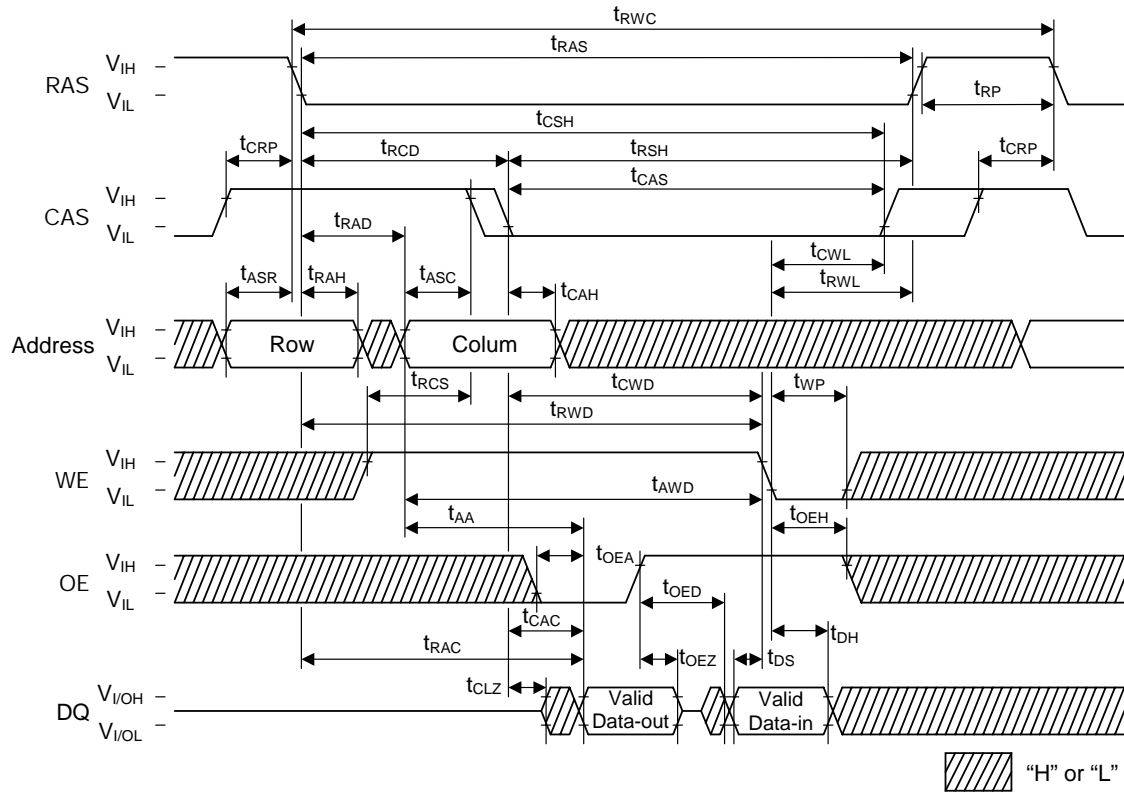 tRWC
tRAS
VIH
RAS
VIL
tRP
tCSH
tCRP
tRCD
tRSH
tCRP
tCAS
VIH
CAS
VIL
tRAD
tCWL
tASR
tRAH
tASC
tRWL
tCAH
VIH
Address
Row
Colum
VIL
tRCS
tCWD
tWP
tRWD
VIH
WE
VIL
tAWD
tAA
tOEH
VIH
tOEA
OE
VIL
tOED
tCAC
tDH
tRAC
tOEZ
tDS
tCLZ
VI/OH
DQ
Valid
Data-out
Valid
Data-in
VI/OL
“H” or “L”